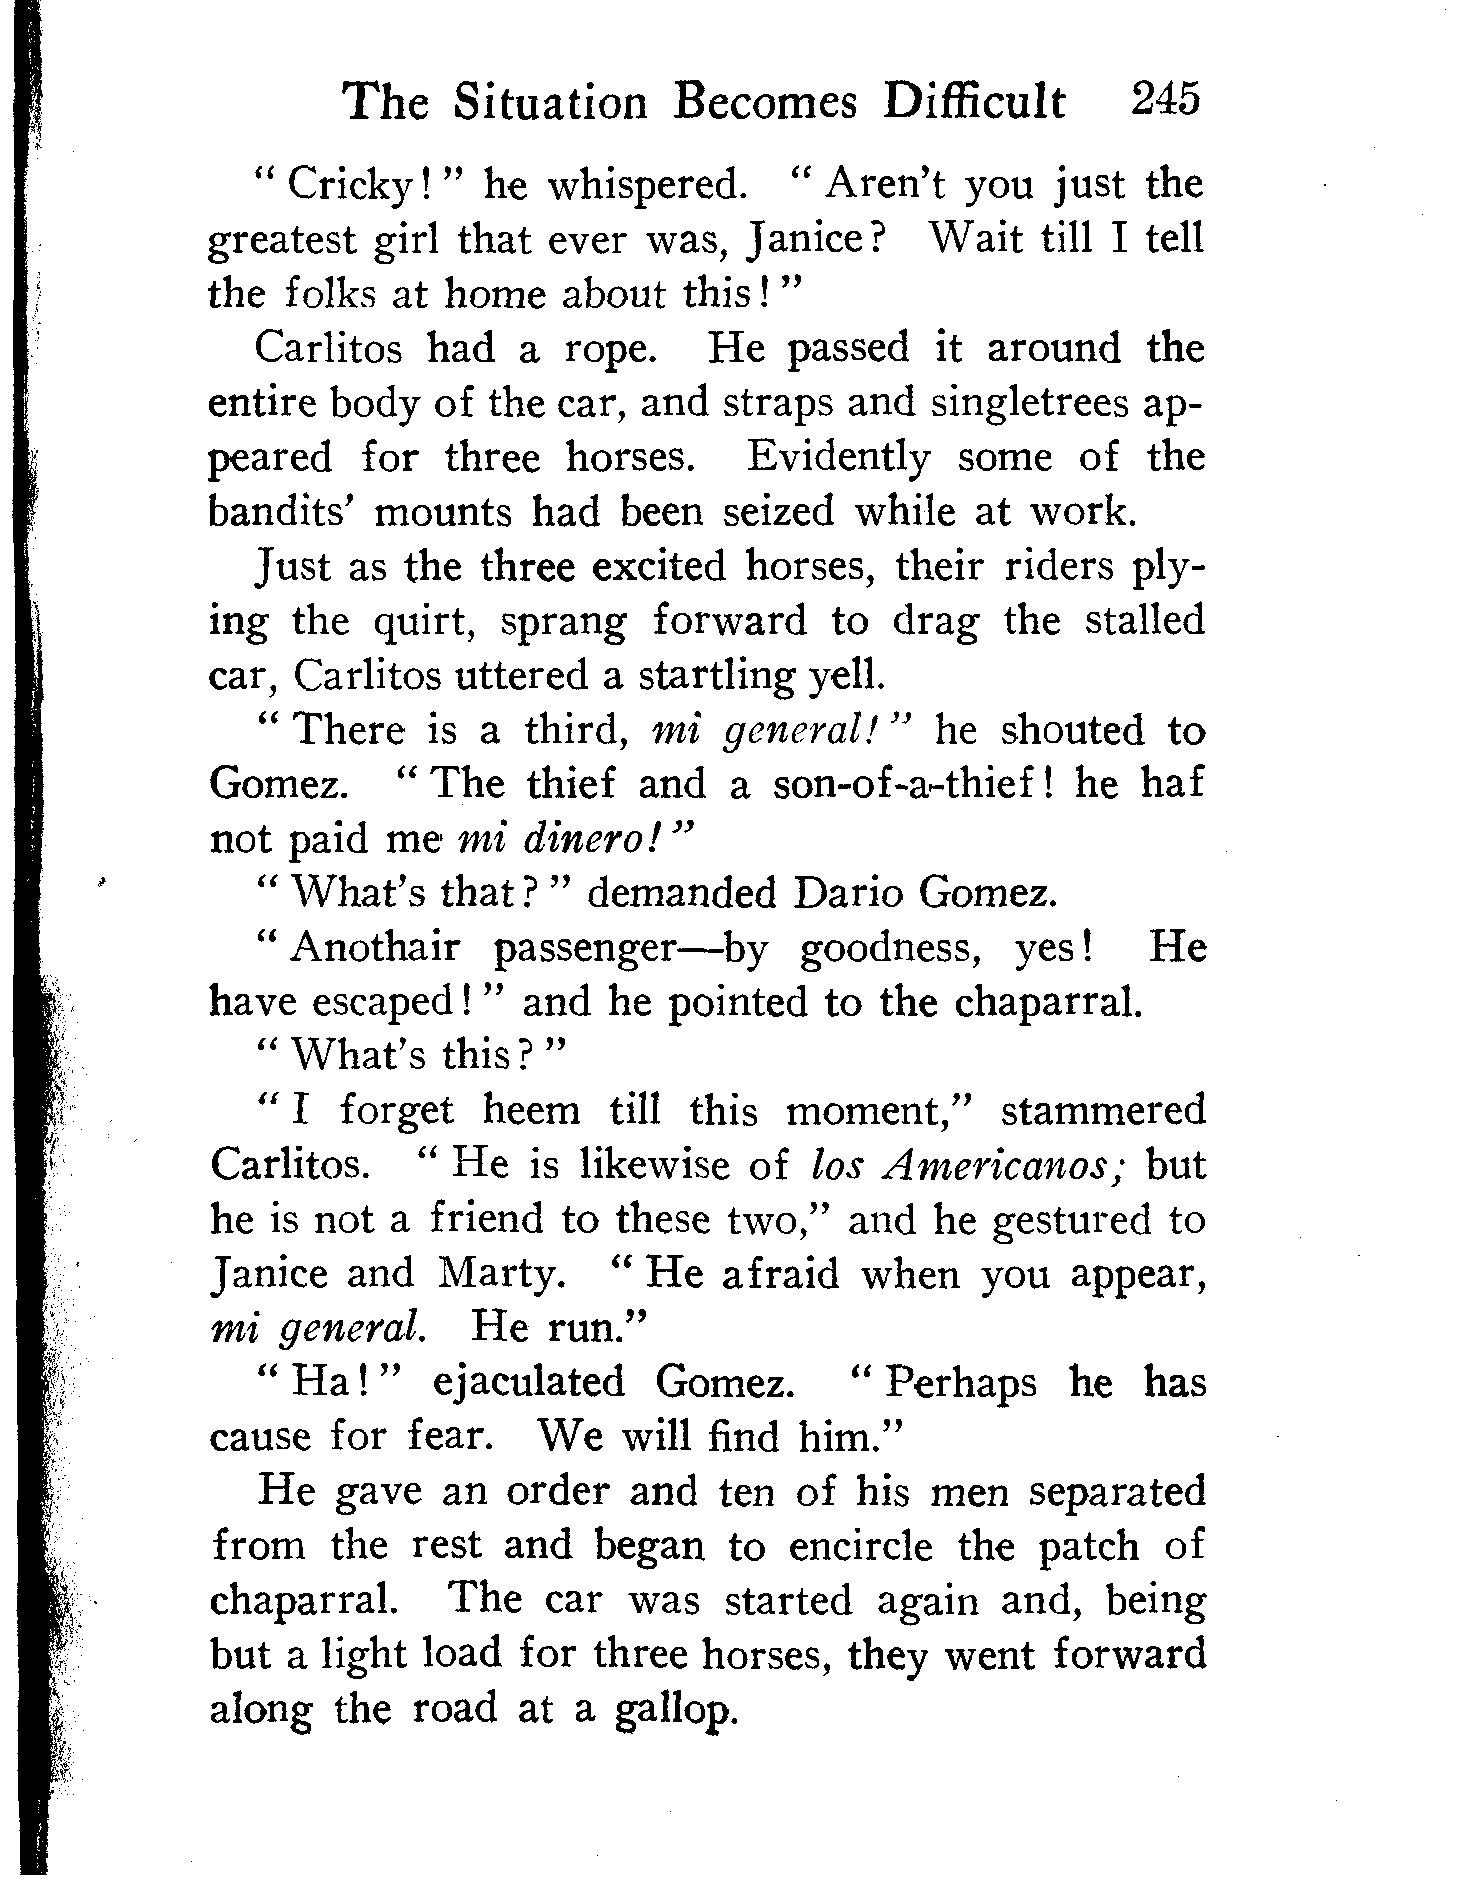 The Situation Becomes Difficult 245
" Cricky! " he whispered. " Aren't you just the
greatest girl that ever was, Janice? Wait till I tell
the folks at home about this! "
Carlitos had a rope. He passed it around the
entire body of the car, and straps and singletrees ap-
peared for three horses. Evidently some of the
bandits' mounts had been seized while at work.
Just as the three excited horses, their riders ply-
ing the quirt, sprang forward to drag the stalled
car, Carlitos uttered a startling yell.
" There is a third, mi general! " he shouted to
Gomez. " The thief and a son-of-a-thief! he haf
not paid me mi dinero! "
" What's that? " demanded Dario Gomez.
" Anothair passenger—by goodness, yes! He
have escaped! " and he pointed to the chaparral.
" What's this? "
" I forget heem till this moment," stammered
Carlitos. " He is likewise of los Americanos; but
he is not a friend to these two," and he gestured to
Janice and Marty. " He afraid when you appear,
mi general. He run."
" Ha! " ejaculated Gomez. " Perhaps he has
cause for fear. We will find him."
He gave an order and ten of his men separated
from the rest and began to encircle the patch of
chaparral. The car was started again and, being
but a light load for three horses, they went forward
along the road at a gallop.